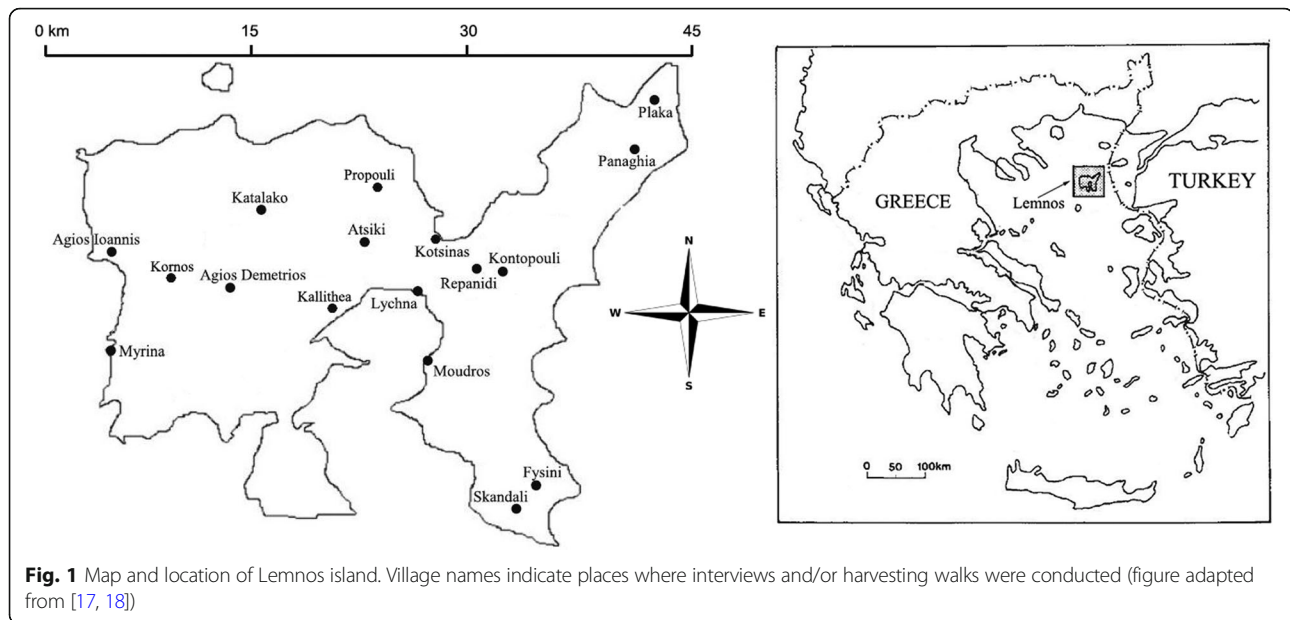 0 km 15 30 45
Plaka
Panaghia
Propouli
Katalako
Atsiki
Kotsinas
Agios Ioannis
Kornos
Agios Demetrios
Repanidi
Kontopouli
Kallithea
Lychna
Myrina
Moudros
Fysini
Skandali
N
W
E
S
GREECE
TURKEY
Lemnos
0 50 100km
Fig. 1 Map and location of Lemnos island. Village names indicate places where interviews and/or harvesting walks were conducted (figure adapted
from [17, 18])